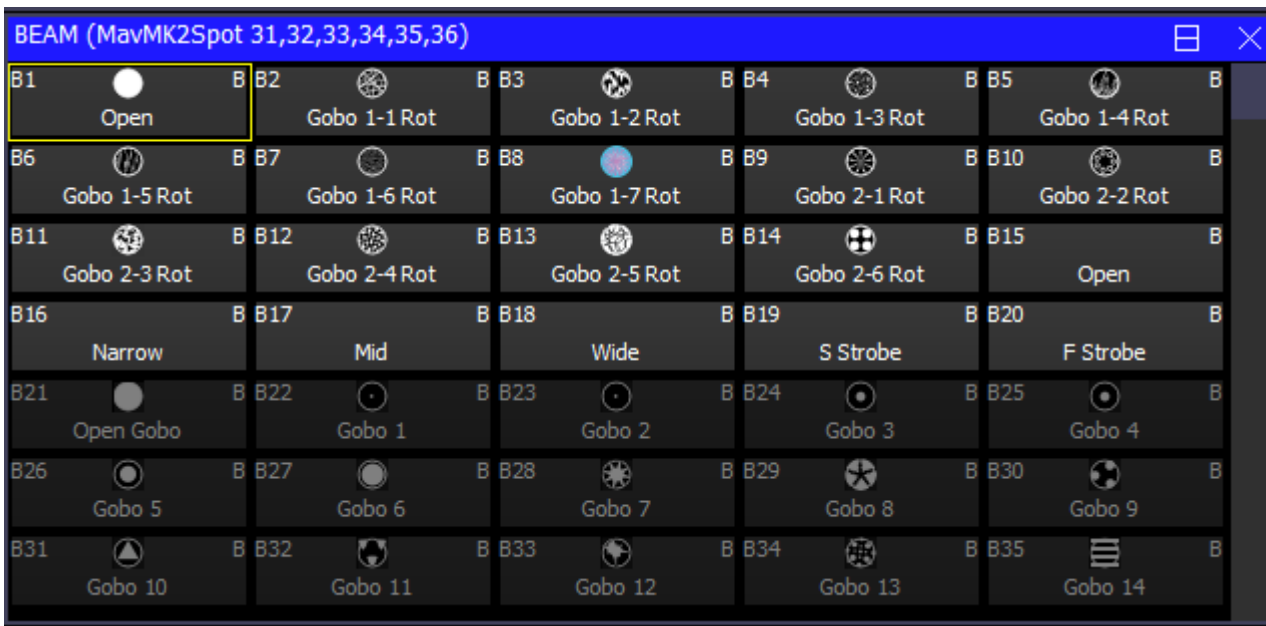 BEAM (MavMK2Spot 31,32,33,34,35,36)
B1 B B2 B B3 B B4 B B5 B
Open Gobo 1-1 Rot Gobo 1-2 Rot Gobo 1-3 Rot Gobo 1-4 Rot
B6 B B7 B B8 B B9 B B10 B
Gobo 1-5 Rot Gobo 1-6 Rot Gobo 1-7 Rot Gobo 2-1 Rot Gobo 2-2 Rot
B11 B B12 B B13 B B14 B B15 B
Gobo 2-3 Rot Gobo 2-4 Rot Gobo 2-5 Rot Gobo 2-6 Rot Open
B16 B B17 B B18 B B19 B B20 B
Narrow Mid Wide S Strobe F Strobe
B21 B B22 B B23 B B24 B B25 B
Open Gobo Gobo 1 Gobo 2 Gobo 3 Gobo 4
B26 B B27 B B28 B B29 B B30 B
Gobo 5 Gobo 6 Gobo 7 Gobo 8 Gobo 9
B31 B B32 B B33 B B34 B B35 B
Gobo 10 Gobo 11 Gobo 12 Gobo 13 Gobo 14